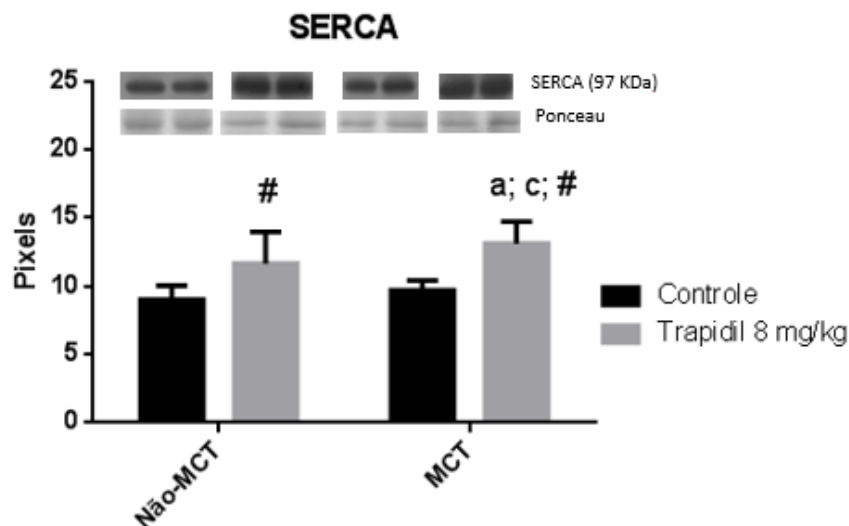 SERCA
25
SERCA (97 KDa)
Ponceau
20
#
a; c; #
15
Pixels
10
Controle
Trapidil 8 mg/kg
5
0
Não-MCT
MCT